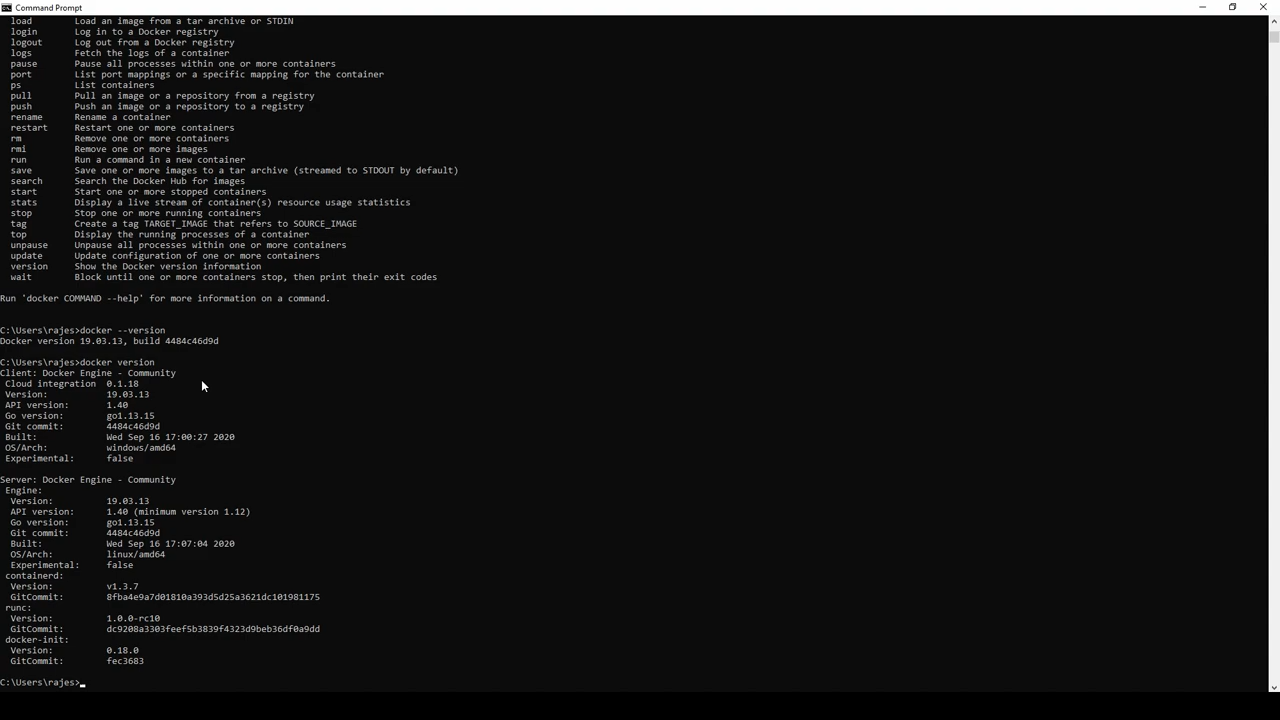 Command Prompt
load Load an image from a tar archive or STDIN
login Log in to a Docker registry
logout Log out from a Docker registry
logs Fetch the logs of a container
pause Pause all processes within one or more containers
port List port mappings or a specific mapping for the container
ps List containers
pull Pull an image or a repository from a registry
push Push an image or a repository to a registry
rename Rename a container
restart Restart one or more containers
rm Remove one or more containers
rmi Remove one or more images
run Run a command in a new container
save Save one or more images to a tar archive (streamed to STDOUT by default)
search Search the Docker Hub for images
start Start one or more stopped containers
stats Display a live stream of container(s) resource usage statistics
stop Stop one or more running containers
tag Create a tag TARGET_IMAGE that refers to SOURCE_IMAGE
top Display the running processes of a container
unpause Unpause all processes within one or more containers
update Update configuration of one or more containers
version Show the Docker version information
wait Block until one or more containers stop, then print their exit codes
Run 'docker COMMAND --help' for more information on a command.
C:\Users\rajes>docker --version
Docker version 19.03.13, build 4484c46d9d
C:\Users\rajes>docker version
Client: Docker Engine - Community
Cloud integration 0.1.18
Version: 19.03.13
API version: 1.40
Go version: go1.13.15
Git commit: 4484c46d9d
Built: Wed Sep 16 17:00:27 2020
OS/Arch: windows/amd64
Experimental: false
Server: Docker Engine - Community
Engine:
Version: 19.03.13
API version: 1.40 (minimum version 1.12)
Go version: go1.13.15
Git commit: 4484c46d9d
Built: Wed Sep 16 17:07:04 2020
OS/Arch: linux/amd64
Experimental: false
containerd:
Version: v1.3.7
GitCommit: 8fba4e9a7d01810a393d5d25a3621dc101981175
runc:
Version: 1.0.0-rc10
GitCommit: dc9208a3303feef5b3839f4323d9beb36df0a9dd
docker-init:
Version: 0.18.0
GitCommit: fec3683
C:\Users\rajes>